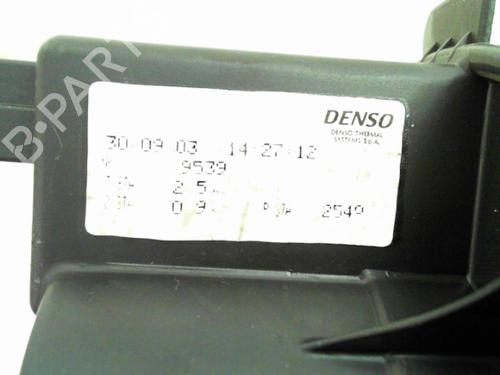 DENSO
DENSO THERMAL
SYSTEMS S.p.A.
30 09 03 14:27:12
9539
2 5
0 9 2549
B-PARTS